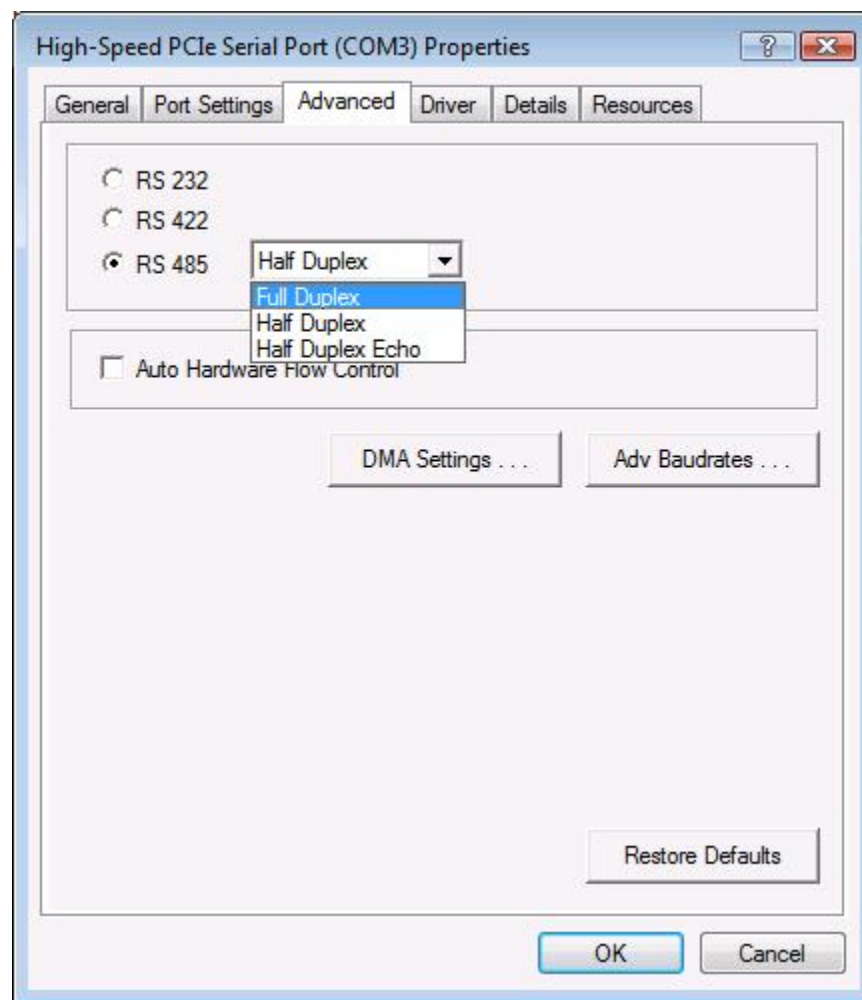 High-Speed PCIe Serial Port (COM3) Properties
General Port Settings Advanced Driver Details Resources
RS 232
RS 422
RS 485 Half Duplex
Full Duplex
Half Duplex
Half Duplex Echo
Auto Hardware Flow Control
DMA Settings . . . Adv Baudrates . . .
Restore Defaults
OK Cancel